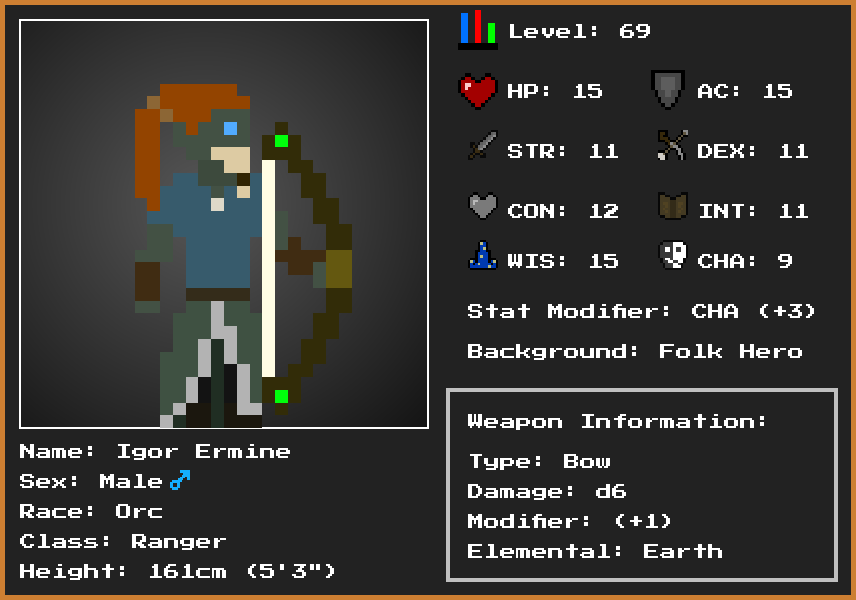 Level: 69
HP: 15 AC: 15
STR: 11 DEX: 11
CON: 12 INT: 11
WIS: 15 CHA: 9
Stat Modifier: CHA (+3)
Background: Folk Hero
Weapon Information:
Type: Bow
Damage: d6
Modifier: (+1)
Elemental: Earth
Name: Igor Ermine
Sex: Male ♂
Race: Orc
Class: Ranger
Height: 161cm (5'3")